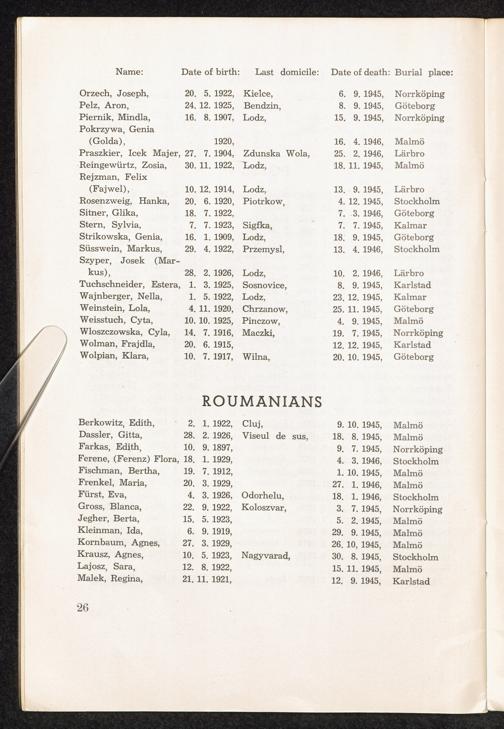 Name: Date of birth: Last domicile: Date of death: Burial place:
Orzech, Joseph, 20. 5. 1922, Kielce, 6. 9. 1945, Norrköping
Pelz, Aron, 24. 12. 1925, Bendzin, 8. 9. 1945, Göteborg
Piernik, Mindla, 16. 8. 1907, Lodz, 15. 9. 1945, Norrköping
Pokrzywa, Genia
(Golda), 1920, 16. 4. 1946, Malmö
Praszkier, Icek Majer, 27. 7. 1904, Zdunska Wola, 25. 2. 1946, Lärbro
Reingewürtz, Zosia, 30. 11. 1922, Lodz, 18. 11. 1945, Malmö
Rejzman, Felix
(Fajwel), 10. 12. 1914, Lodz, 13. 9. 1945, Lärbro
Rosenzweig, Hanka, 20. 6. 1920, Piotrkow, 4. 12. 1945, Stockholm
Sitner, Glika, 18. 7. 1922, 7. 3. 1946, Göteborg
Stern, Sylvia, 7. 7. 1923, Sigfka, 7. 7. 1945, Kalmar
Strikowska, Genia, 16. 1. 1909, Lodz, 18. 9. 1945, Göteborg
Süsswein, Markus, 29. 4. 1922, Przemysl, 13. 4. 1946, Stockholm
Szyper, Josek (Mar-
kus), 28. 2. 1926, Lodz, 10. 2. 1946, Lärbro
Tuchschneider, Estera, 1. 3. 1925, Sosnovice, 8. 9. 1945, Karlstad
Wajnberger, Nella, 1. 5. 1922, Lodz, 23. 12. 1945, Kalmar
Weinstein, Lola, 4. 11. 1920, Chrzanow, 25. 11. 1945, Göteborg
Weisstuch, Cyta, 10. 10. 1925, Pinczow, 4. 9. 1945, Malmö
Wloszczowska, Cyla, 14. 7. 1916, Maczki, 19. 7. 1945, Norrköping
Wolman, Frajdla, 20. 6. 1915, 12. 12. 1945, Karlstad
Wolpian, Klara, 10. 7. 1917, Wilna, 20. 10. 1945, Göteborg
ROUMANIANS
Berkowitz, Edith, 2. 1. 1922, Cluj, 9. 10. 1945, Malmö
Dassler, Gitta, 28. 2. 1926, Viseul de sus, 18. 8. 1945, Malmö
Farkas, Edith, 10. 9. 1897, 9. 7. 1945, Norrköping
Ferene, (Ferenz) Flora, 18. 1. 1929, 4. 3. 1946, Stockholm
Fischman, Bertha, 19. 7. 1912, 1. 10. 1945, Malmö
Frenkel, Maria, 20. 3. 1929, 27. 1. 1946, Malmö
Fürst, Eva, 4. 3. 1926, Odorhelu, 18. 1. 1946, Stockholm
Gross, Blanca, 22. 9. 1922, Koloszvar, 3. 7. 1945, Norrköping
Jegher, Berta, 15. 5. 1923, 5. 2. 1945, Malmö
Kleinman, Ida, 6. 9. 1919, 29. 9. 1945, Malmö
Kornbaum, Agnes, 27. 3. 1929, 26. 10. 1945, Malmö
Krausz, Agnes, 10. 5. 1923, Nagyvarad, 30. 8. 1945, Stockholm
Lajosz, Sara, 12. 8. 1922, 15. 11. 1945, Malmö
Malek, Regina, 21. 11. 1921, 12. 9. 1945, Karlstad
26